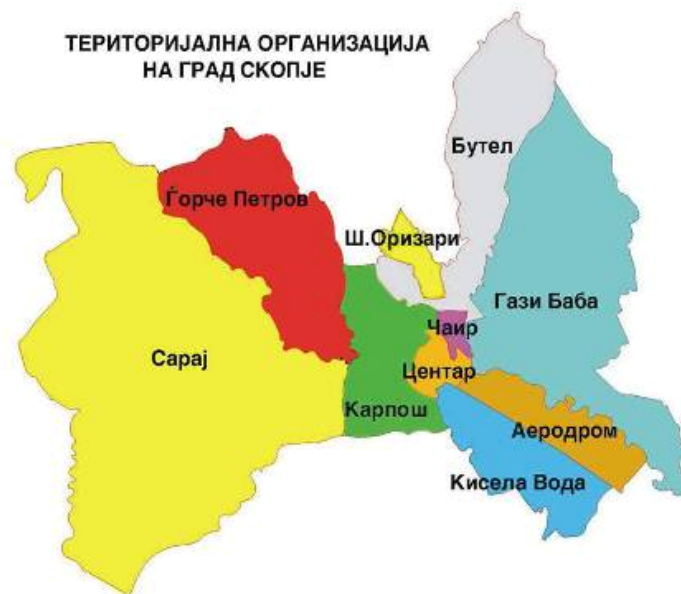 ТЕРИТОРИЈАЛНА ОРГАНИЗАЦИЈА
НА ГРАД СКОПЈЕ
Бутел
Ѓорче Петров
Ш.Оризари
Гази Баба
Чаир
Сарај
Центар
Карпош
Аеродром
Кисела Вода